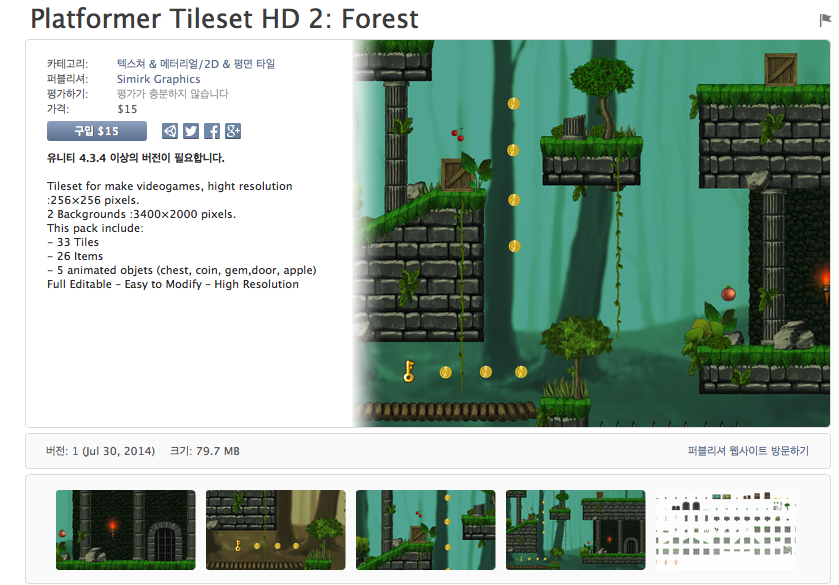 Platformer Tileset HD 2: Forest
카테고리: 텍스쳐 & 메터리얼/2D & 평면 타일
퍼블리셔: Simirk Graphics
평가하기: 평가가 충분하지 않습니다
가격: $15
구입 $15
유니티 4.3.4 이상의 버전이 필요합니다.
Tileset for make videogames, hight resolution
:256×256 pixels.
2 Backgrounds :3400×2000 pixels.
This pack include:
- 33 Tiles
- 26 Items
- 5 animated objets (chest, coin, gem,door, apple)
Full Editable - Easy to Modify - High Resolution
버전: 1 (Jul 30, 2014) 크기: 79.7 MB
퍼블리셔 웹사이트 방문하기